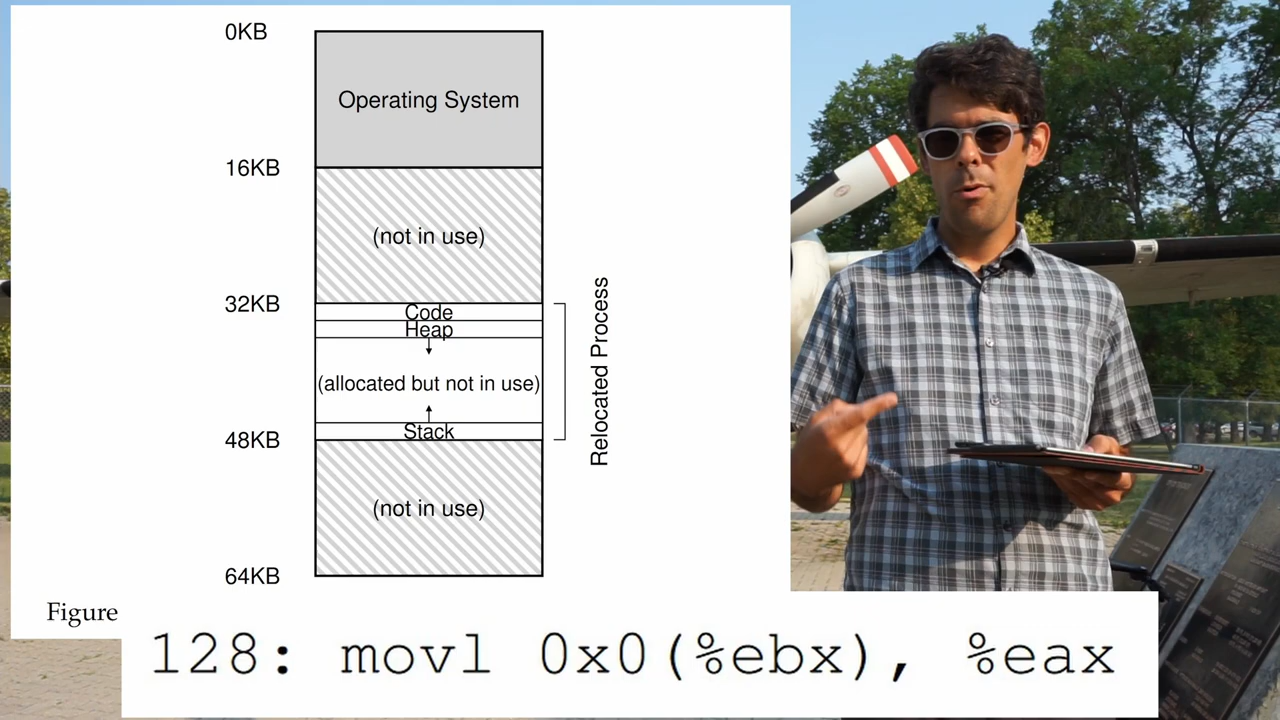 0KB
Operating System
16KB
(not in use)
32KB
Code
Heap
(allocated but not in use)
Stack
48KB
Relocated Process
(not in use)
64KB
Figure
128: movl 0x0(%ebx), %eax